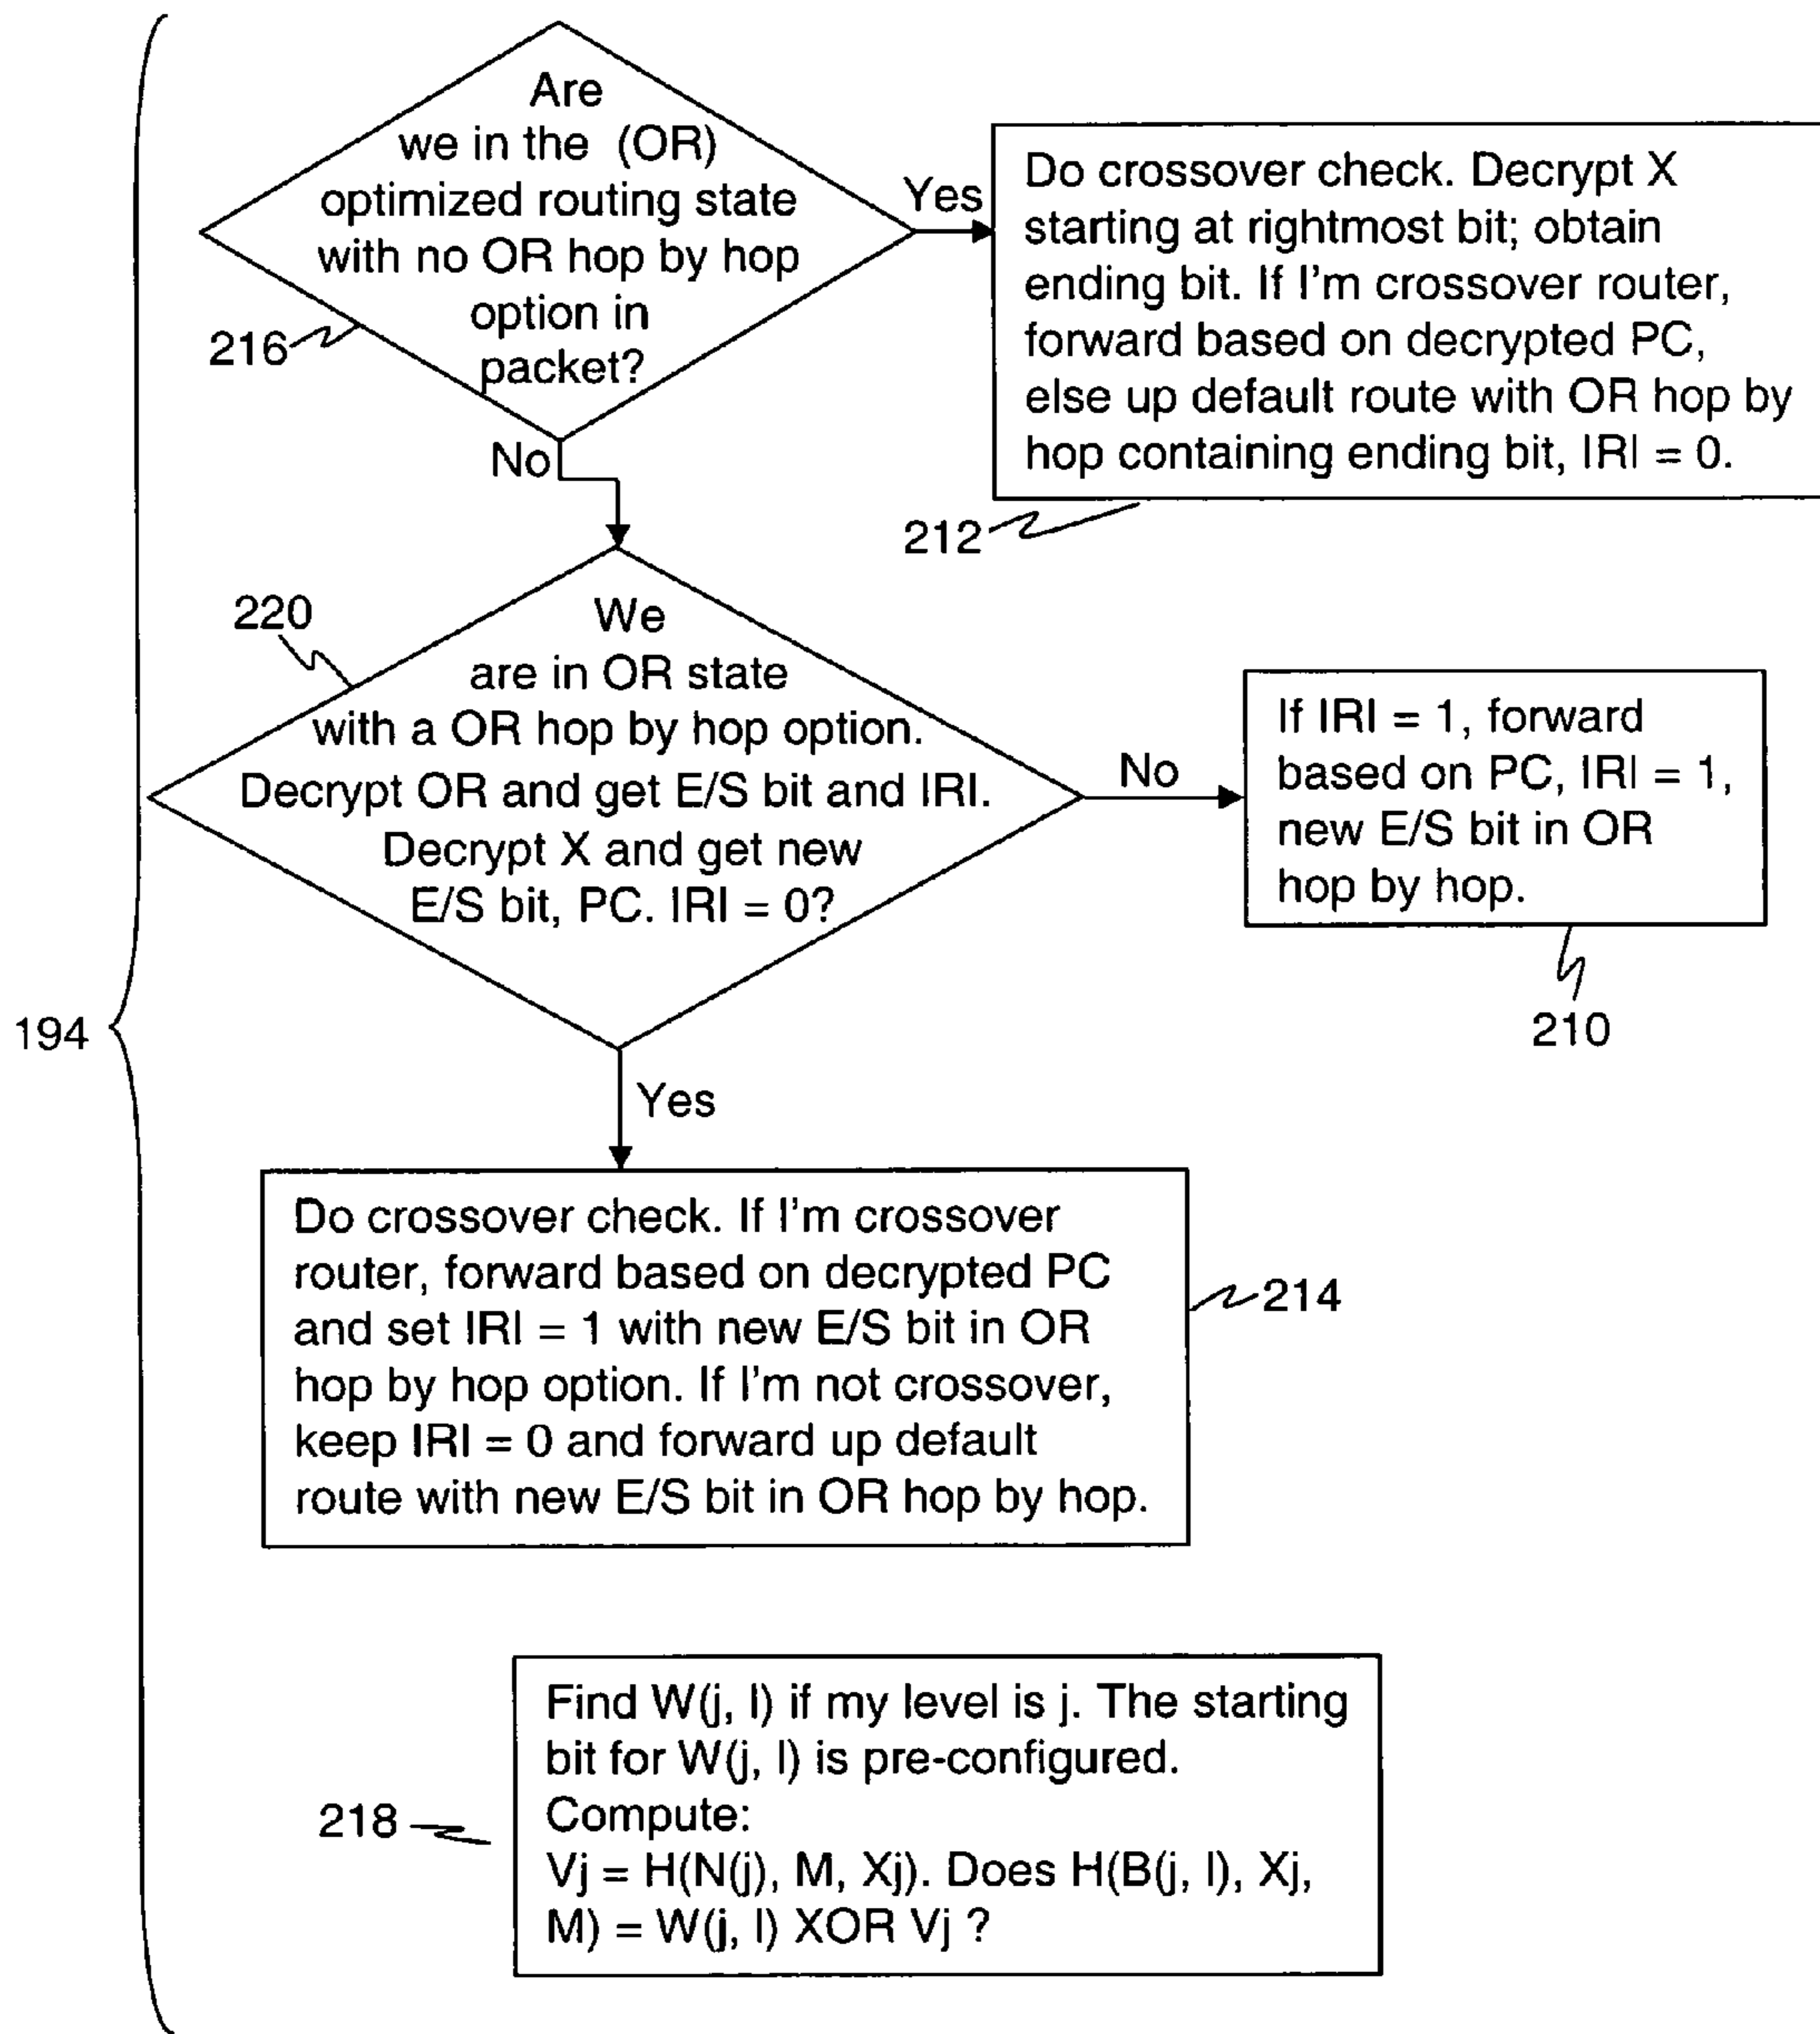 Are
we in the (OR)
optimized routing state
with no OR hop by hop
option in
packet?
216
Yes
Do crossover check. Decrypt X
starting at rightmost bit; obtain
ending bit. If I'm crossover router,
forward based on decrypted PC,
else up default route with OR hop by
hop containing ending bit, IRI = 0.
212
No
220
We
are in OR state
with a OR hop by hop option.
Decrypt OR and get E/S bit and IRI.
Decrypt X and get new
E/S bit, PC. IRI = 0?
No
If IRI = 1, forward
based on PC, IRI = 1,
new E/S bit in OR
hop by hop.
210
194
Yes
Do crossover check. If I'm crossover
router, forward based on decrypted PC
and set IRI = 1 with new E/S bit in OR
hop by hop option. If I'm not crossover,
keep IRI = 0 and forward up default
route with new E/S bit in OR hop by hop.
214
Find W(j, l) if my level is j. The starting
bit for W(j, l) is pre-configured.
Compute:
Vj = H(N(j), M, Xj). Does H(B(j, l), Xj,
M) = W(j, l) XOR Vj ?
218